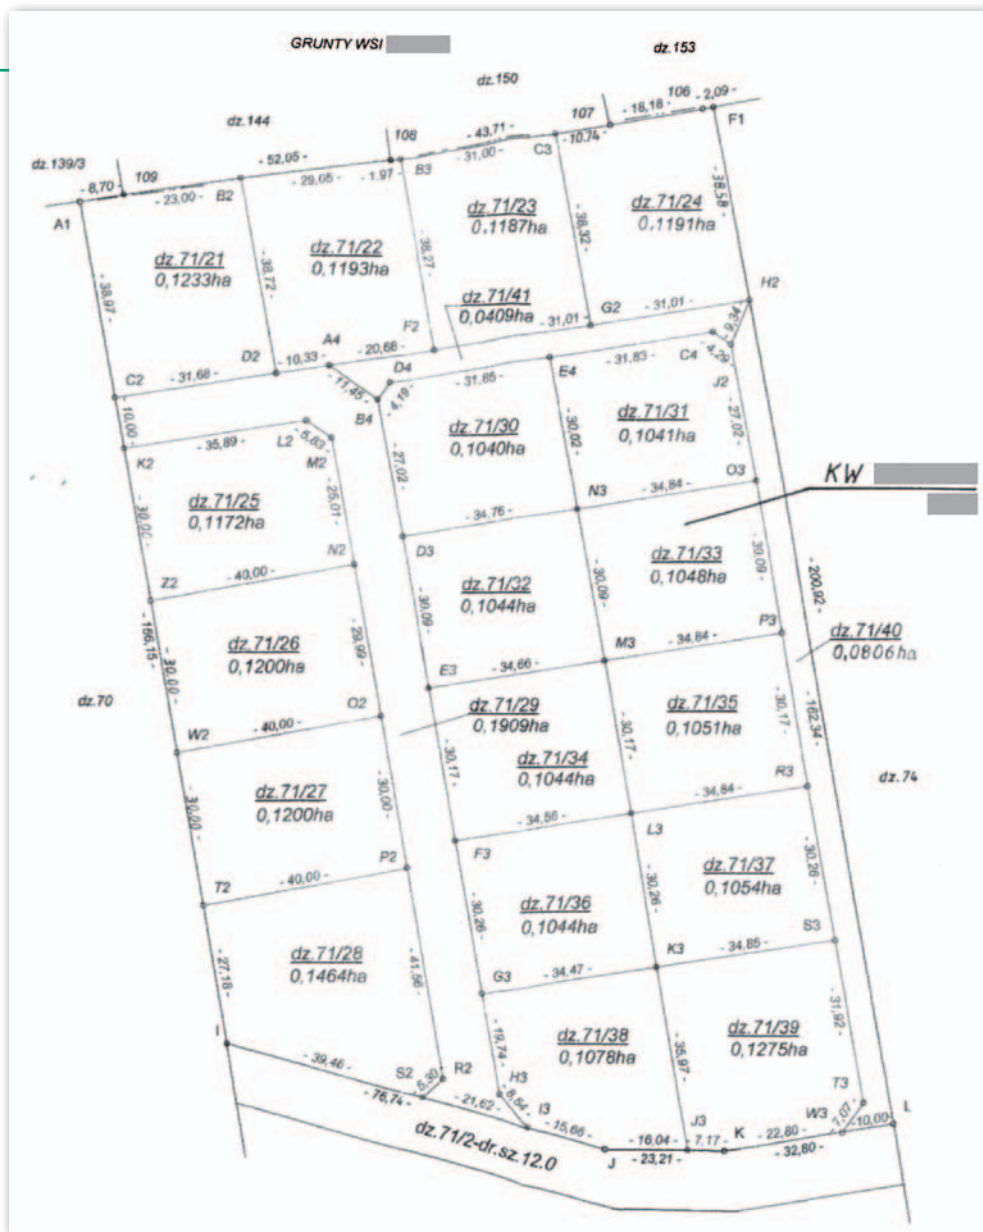 GRUNTY WSI
dz.153
dz.150
dz.144
dz.139/3
106
- 2,09 -
- 18,18 -
107
F1
108
- 43,71 -
- 10,74 -
C3
- 31,00 -
109
- 52,05 -
- 8,70 -
- 23,00 -
B2
- 29,05 -
- 1,97 -
B3
A1
- 38,97 -
dz.71/21
0,1233ha
- 38,72 -
dz.71/22
0,1193ha
- 38,27 -
dz.71/23
0,1187ha
- 38,32 -
dz.71/24
0,1191ha
- 38,58 -
dz.71/41
0,0409ha
H2
G2
- 31,01 -
- 31,01 -
F2
A4
D2
- 10,33 -
- 20,68 -
- 9,34 -
C2
- 31,68 -
- 11,45 -
D4
- 4,19 -
B4
- 31,85 -
E4
- 31,83 -
C4
- 4,29 -
J2
10,00 -
K2
- 35,89 -
L2
- 5,83 -
M2
- 27,02 -
dz.71/30
0,1040ha
- 30,02 -
dz.71/31
0,1041ha
- 27,02 -
O3
KW
- 30,00 -
dz.71/25
0,1172ha
- 25,01 -
N2
- 34,76 -
D3
N3
- 34,84 -
Z2
- 40,00 -
- 166,15 -
- 30,00 -
dz.71/26
0,1200ha
- 29,99 -
- 30,09 -
dz.71/32
0,1044ha
- 30,09 -
dz.71/33
0,1048ha
- 30,09 -
P3
- 200,92 -
dz.71/40
0,0806ha
dz.70
E3
- 34,66 -
M3
- 34,84 -
W2
- 40,00 -
O2
dz.71/29
0,1909ha
- 30,17 -
dz.71/34
0,1044ha
- 30,17 -
dz.71/35
0,1051ha
- 30,17 -
- 162,34 -
dz.74
- 30,00 -
dz.71/27
0,1200ha
- 30,00 -
P2
R3
F3
- 34,56 -
L3
- 34,84 -
T2
- 40,00 -
- 27,18 -
dz.71/28
0,1464ha
- 41,56 -
- 30,26 -
dz.71/36
0,1044ha
- 30,26 -
dz.71/37
0,1054ha
- 30,26 -
S3
G3
- 34,47 -
K3
- 34,85 -
I
- 39,46 -
S2
- 5,30 -
R2
- 19,74 -
dz.71/38
0,1078ha
- 35,97 -
dz.71/39
0,1275ha
- 31,92 -
T3
H3
- 8,64 -
I3
- 76,74 -
- 21,62 -
- 15,66 -
J
- 16,04 -
- 23,21 -
J3
- 7,17 -
K
- 22,80 -
W3
- 7,07 -
- 10,00 -
- 32,80 -
L
dz.71/2-dr.sz.12.0